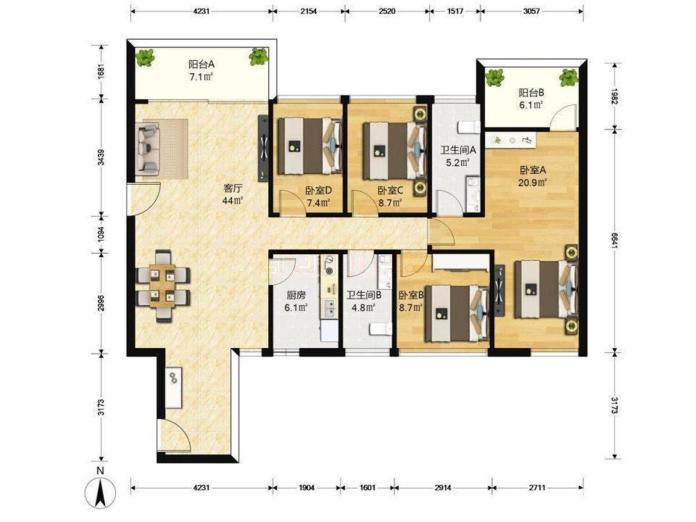 4231
2154
2520
1517
3057
1681
3439
1094
2996
3173
1982
6641
3173
阳台A
7.1㎡
阳台B
6.1㎡
卫生间A
5.2㎡
卧室A
20.9㎡
客厅
44㎡
卧室D
7.4㎡
卧室C
8.7㎡
厨房
6.1㎡
卫生间B
4.8㎡
卧室B
8.7㎡
N
4231
1904
1601
2914
2711